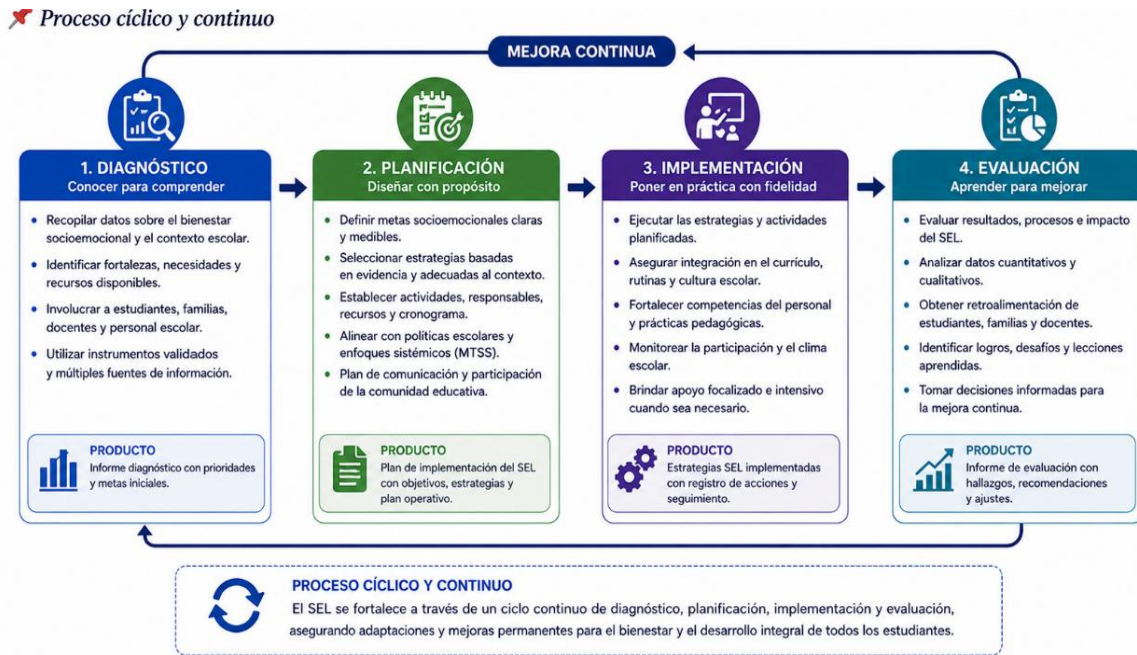 Proceso cíclico y continuo
MEJORA CONTINUA
1. DIAGNÓSTICO
Conocer para comprender
• Recopilar datos sobre el bienestar
socioemocional y el contexto escolar.
• Identificar fortalezas, necesidades y
recursos disponibles.
• Involucrar a estudiantes, familias,
docentes y personal escolar.
• Utilizar instrumentos validados
y múltiples fuentes de información.
PRODUCTO
Informe diagnóstico con prioridades
y metas iniciales.
2. PLANIFICACIÓN
Diseñar con propósito
• Definir metas socioemocionales claras
y medibles.
• Seleccionar estrategias basadas
en evidencia y adecuadas al contexto.
• Establecer actividades, responsables,
recursos y cronograma.
• Alinear con políticas escolares y
enfoques sistémicos (MTSS).
• Plan de comunicación y participación
de la comunidad educativa.
PRODUCTO
Plan de implementación del SEL
con objetivos, estrategias y
plan operativo.
3. IMPLEMENTACIÓN
Poner en práctica con fidelidad
• Ejecutar las estrategias y actividades
planificadas.
• Asegurar integración en el currículo,
rutinas y cultura escolar.
• Fortalecer competencias del personal
y prácticas pedagógicas.
• Monitorear la participación y el clima
escolar.
• Brindar apoyo focalizado e intensivo
cuando sea necesario.
PRODUCTO
Estrategias SEL implementadas
con registro de acciones y
seguimiento.
4. EVALUACIÓN
Aprender para mejorar
• Evaluar resultados, procesos e impacto
del SEL.
• Analizar datos cuantitativos y
cualitativos.
• Obtener retroalimentación de
estudiantes, familias y docentes.
• Identificar logros, desafíos y lecciones
aprendidas.
• Tomar decisiones informadas para
la mejora continua.
PRODUCTO
Informe de evaluación con
hallazgos, recomendaciones
y ajustes.
PROCESO CÍCLICO Y CONTINUO
El SEL se fortalece a través de un ciclo continuo de diagnóstico, planificación, implementación y evaluación,
asegurando adaptaciones y mejoras permanentes para el bienestar y el desarrollo integral de todos los estudiantes.